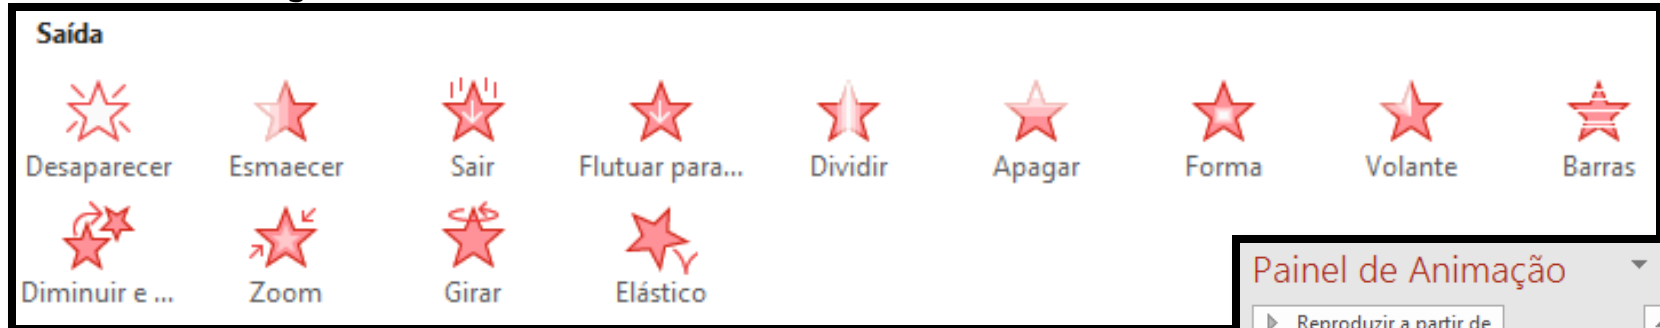 Saída
Desaparecer Esmaecer Sair Flutuar para... Dividir Apagar Forma Volante Barras
Diminuir e ... Zoom Girar Elástico
Painel de Animação
Reproduzir a partir de